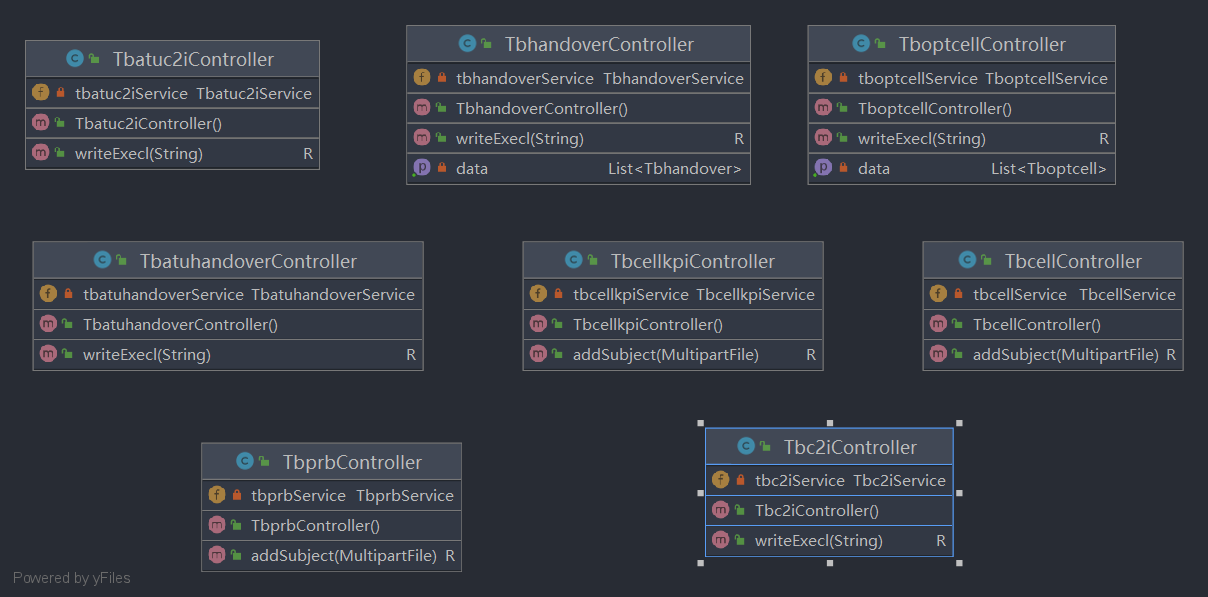 Tbatuc2iController
tbatuc2iService Tbatuc2iService
Tbatuc2iController()
writeExecl(String) R
TbhandoverController
tbhandoverService TbhandoverService
TbhandoverController()
writeExecl(String) R
data List<Tbhandover>
TboptcellController
tboptcellService TboptcellService
TboptcellController()
writeExecl(String) R
data List<Tboptcell>
TbatuhandoverController
tbatuhandoverService TbatuhandoverService
TbatuhandoverController()
writeExecl(String) R
TbcellkpiController
tbcellkpiService TbcellkpiService
TbcellkpiController()
addSubject(MultipartFile) R
TbcellController
tbcellService TbcellService
TbcellController()
addSubject(MultipartFile) R
TbprbController
tbprbService TbprbService
TbprbController()
addSubject(MultipartFile) R
Tbc2iController
tbc2iService Tbc2iService
Tbc2iController()
writeExecl(String) R
Powered by yFiles